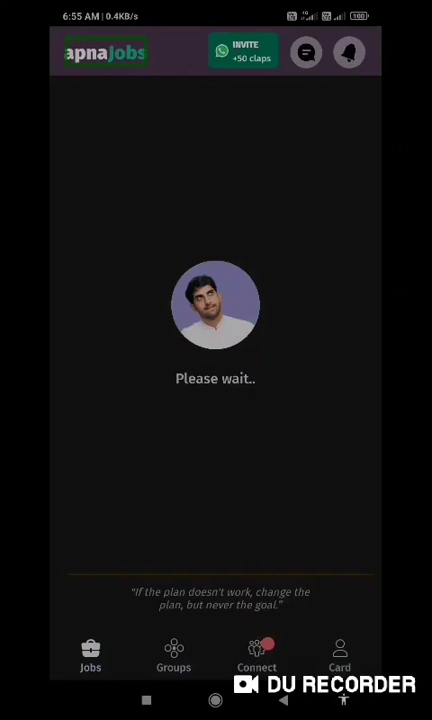 6:55 AM | 0.4KB/s
100
apnaJobs
INVITE
+50 claps
Please wait..
"If the plan doesn't work, change the
plan, but never the goal."
Jobs
Groups
Connect
Card
DU RECORDER